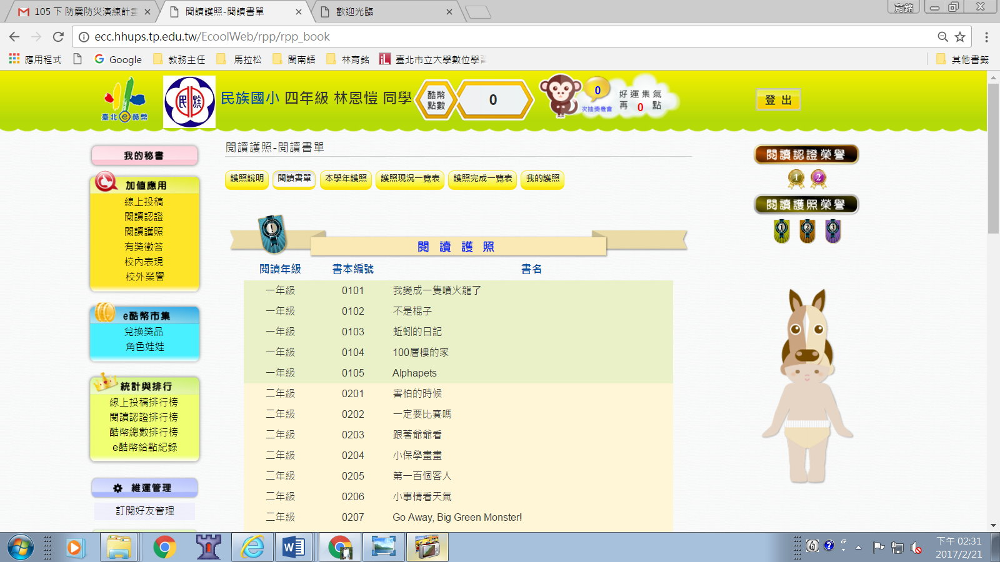 105 下 防震防災演練計畫
閱讀護照-閱讀書單
歡迎光臨
育銘
ecc.hhups.tp.edu.tw/EcoolWeb/rpp/rpp_book
應用程式
Google
教務主任
馬拉松
閩南語
林育銘
臺北市立大學數位學習
其他書籤
臺北e酷幣
民族
民族國小 四年級 林恩愷 同學
酷幣
點數
0
0
次抽獎機會
好運集氣
再 0 點
登 出
我的秘書
加值應用
線上投稿
閱讀認證
閱讀護照
有獎徵答
校內表現
校外榮譽
e酷幣市集
兌換獎品
角色娃娃
統計與排行
線上投稿排行榜
閱讀認證排行榜
酷幣總數排行榜
e酷幣給點紀錄
維運管理
訂閱好友管理
閱讀護照-閱讀書單
護照說明
閱讀書單
本學年護照
護照現況一覽表
護照完成一覽表
我的護照
閱 讀 護 照
閱讀年級 書本編號 書名
一年級 0101 我變成一隻噴火龍了
一年級 0102 不是棍子
一年級 0103 蚯蚓的日記
一年級 0104 100層樓的家
一年級 0105 Alphapets
二年級 0201 害怕的時候
二年級 0202 一定要比賽嗎
二年級 0203 跟著爺爺看
二年級 0204 小保學畫畫
二年級 0205 第一百個客人
二年級 0206 小事情看天氣
二年級 0207 Go Away, Big Green Monster!
閱讀認證榮譽
1 2
閱讀護照榮譽
1 2 3
下午 02:31
2017/2/21